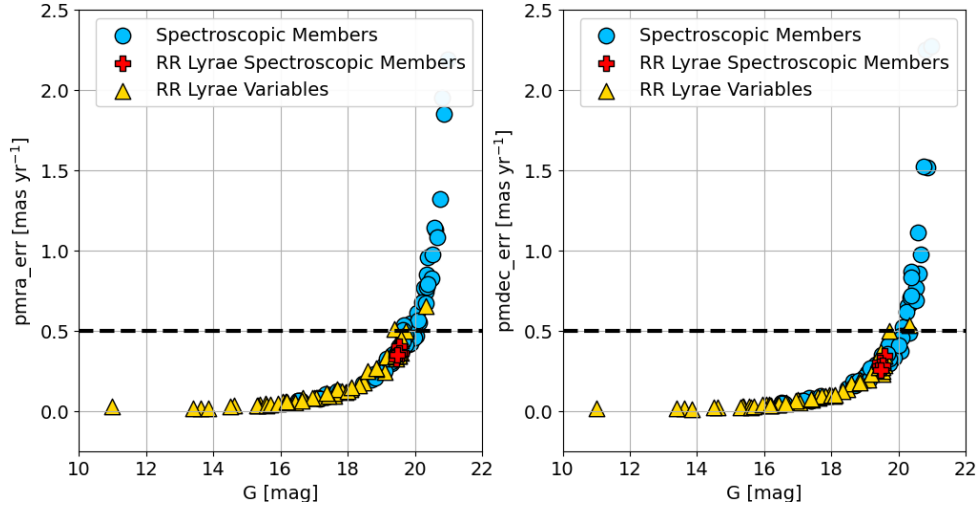 2.5
2.0
1.5
1.0
0.5
0.0
pmra_err [mas yr⁻¹]
Spectroscopic Members
RR Lyrae Spectroscopic Members
RR Lyrae Variables
10 12 14 16 18 20 22
G [mag]
2.5
2.0
1.5
1.0
0.5
0.0
pmdec_err [mas yr⁻¹]
Spectroscopic Members
RR Lyrae Spectroscopic Members
RR Lyrae Variables
10 12 14 16 18 20 22
G [mag]